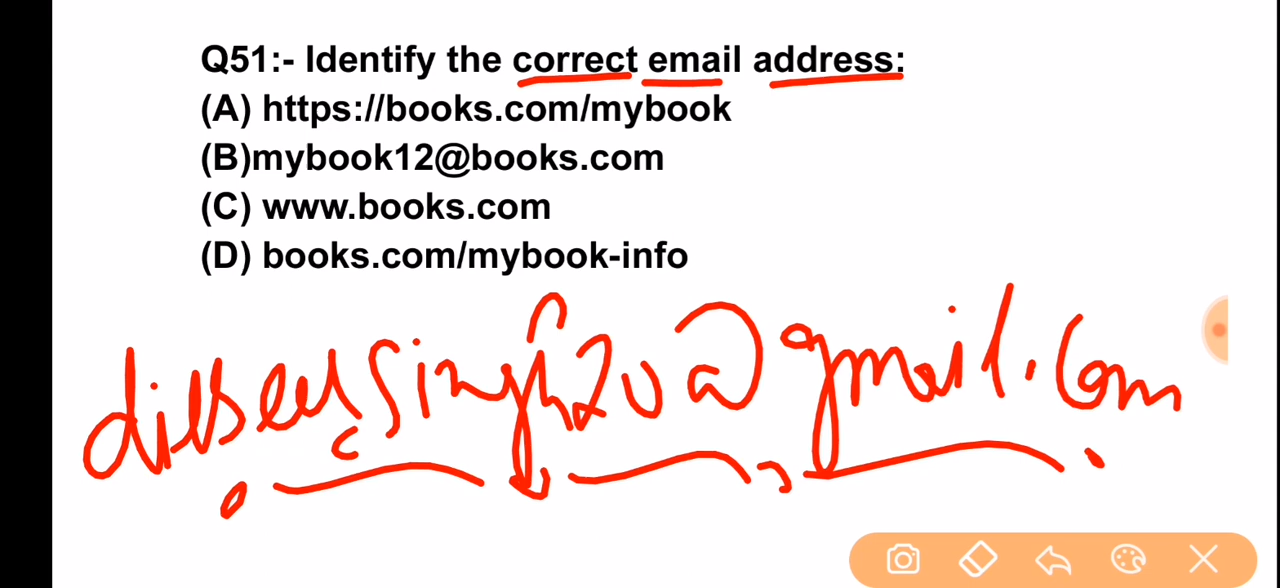 Q51:- Identify the correct email address:
(A) https://books.com/mybook
(B)mybook12@books.com
(C) www.books.com
(D) books.com/mybook-info
@gmail.com